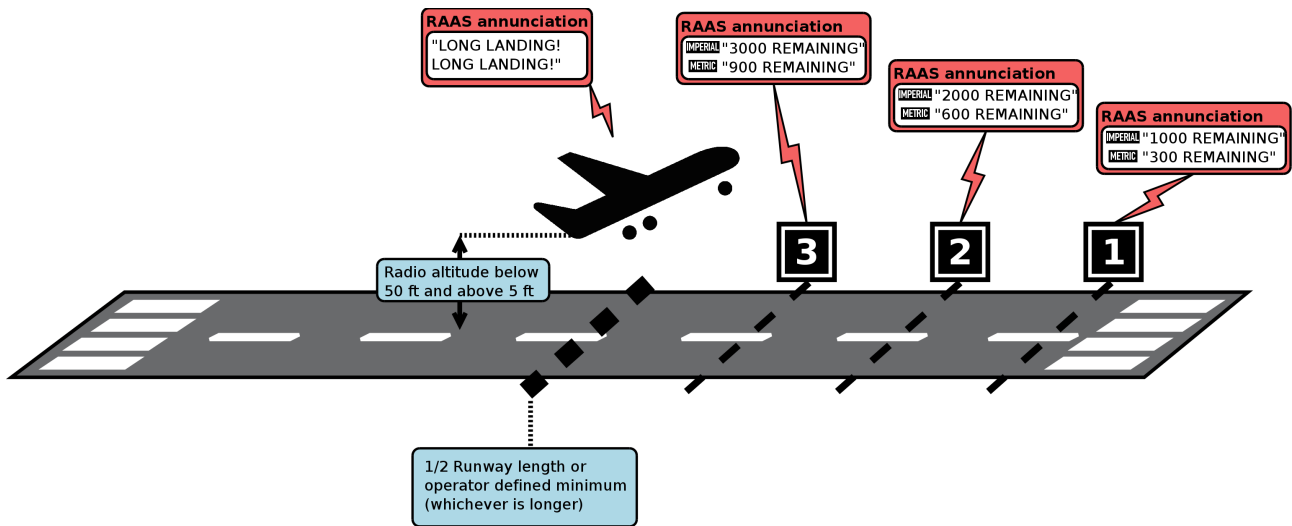 RAAS annunciation
"LONG LANDING!
LONG LANDING!"
RAAS annunciation
IMPERIAL "3000 REMAINING"
METRIC "900 REMAINING"
RAAS annunciation
IMPERIAL "2000 REMAINING"
METRIC "600 REMAINING"
RAAS annunciation
IMPERIAL "1000 REMAINING"
METRIC "300 REMAINING"
3
2
1
Radio altitude below
50 ft and above 5 ft
1/2 Runway length or
operator defined minimum
(whichever is longer)